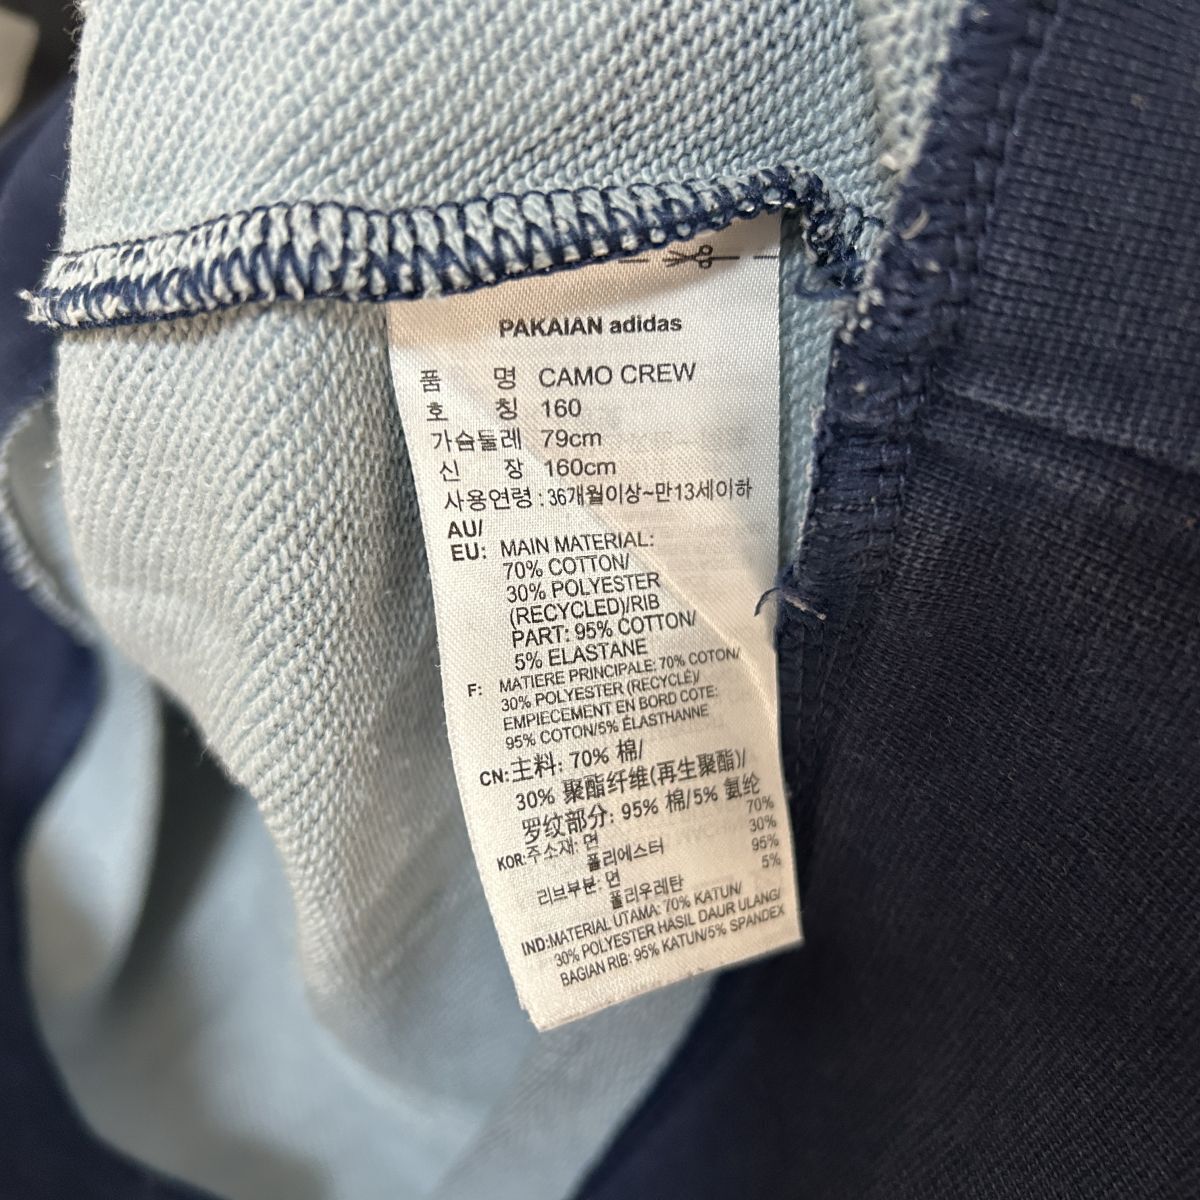 PAKAIAN adidas
품 명 CAMO CREW
호 칭 160
가슴둘레 79cm
신 장 160cm
사용연령 : 36개월이상~만13세이하
AU/
EU: MAIN MATERIAL:
70% COTTON/
30% POLYESTER
(RECYCLED)/RIB
PART: 95% COTTON/
5% ELASTANE
F: MATIERE PRINCIPALE: 70% COTON/
30% POLYESTER (RECYCLÉ)/
EMPIECEMENT EN BORD COTE:
95% COTON/5% ÉLASTHANNE
CN: 主料: 70% 棉/
30% 聚酯纤维(再生聚酯)/
罗纹部分: 95% 棉/5% 氨纶
KOR: 주소재: 면 70%
폴리에스터 30%
리브부분: 면 95%
폴리우레탄 5%
IND: MATERIAL UTAMA: 70% KATUN/
30% POLYESTER HASIL DAUR ULANG/
BAGIAN RIB: 95% KATUN/5% SPANDEX